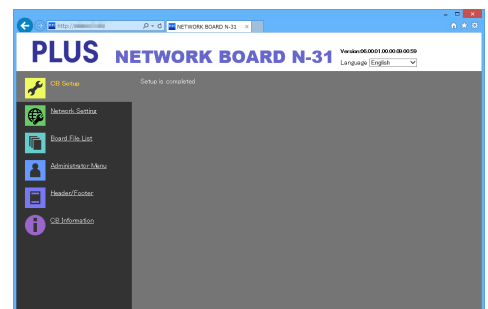 http://
NETWORK BOARD N-31
PLUS NETWORK BOARD N-31
Version:06.00.01.00.00.09.00.59
Language English
CB Setup
Setup is completed
Network Setting
Board File List
Administrator Menu
Header/Footer
CB Information